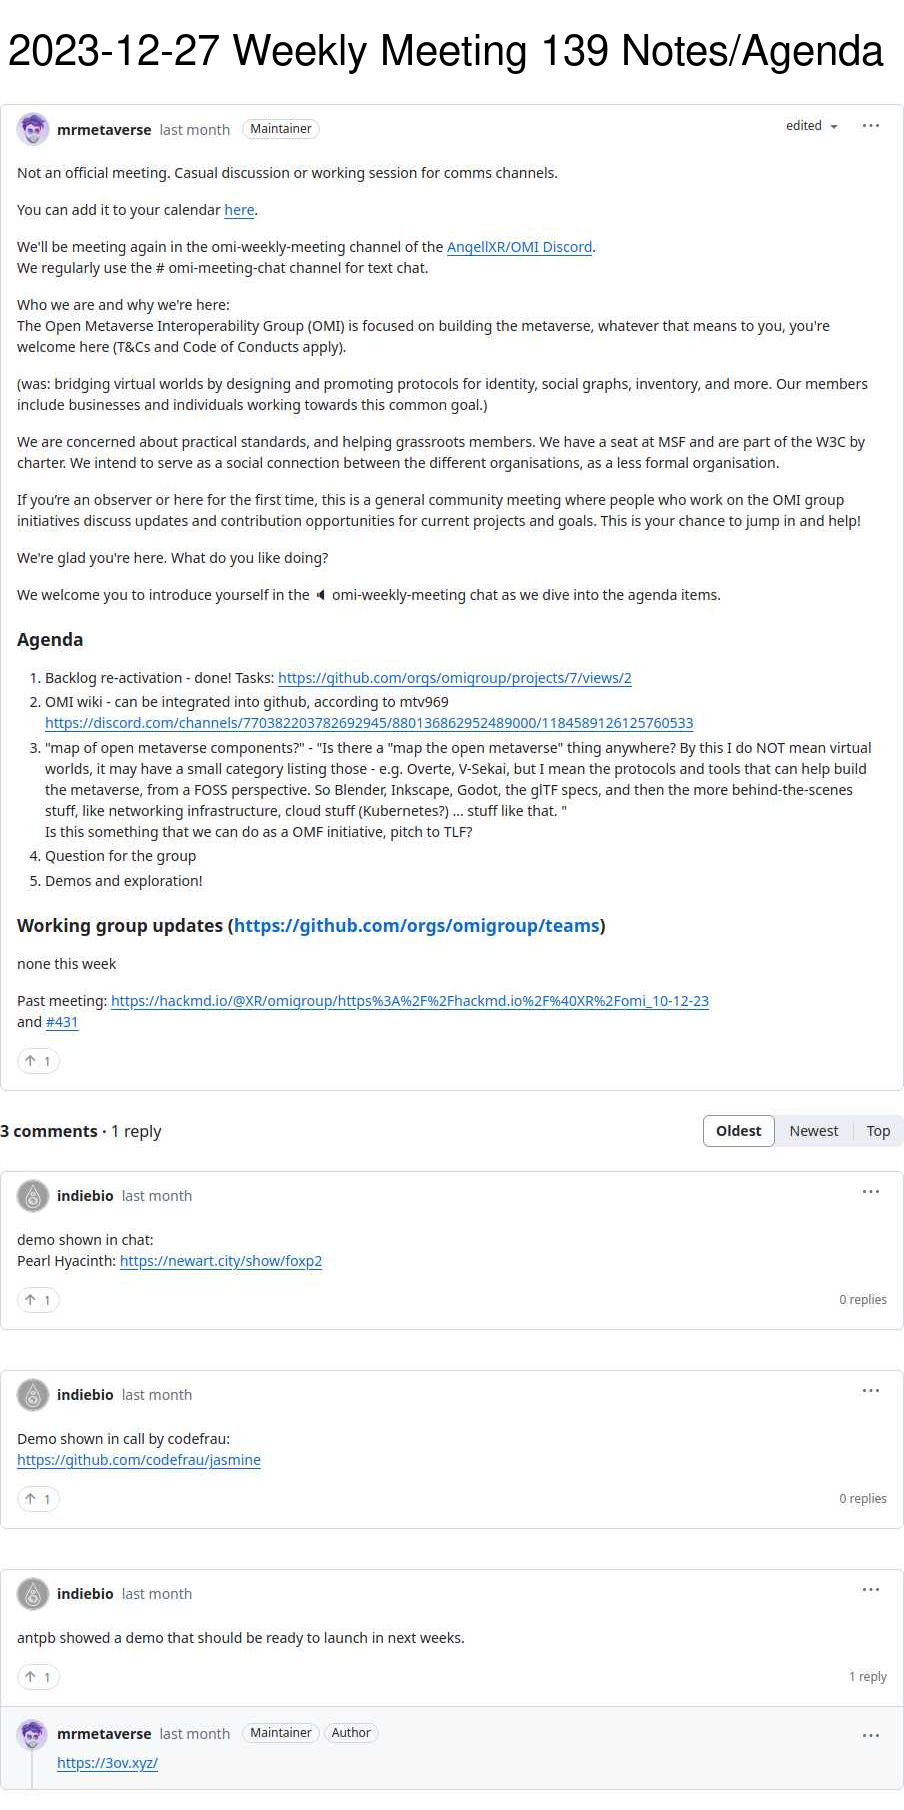 2023-12-27 Weekly Meeting 139 Notes/Agenda
mrmetaverse last month Maintainer edited
Not an official meeting. Casual discussion or working session for comms channels.
You can add it to your calendar here.
We'll be meeting again in the omi-weekly-meeting channel of the AngellXR/OMI Discord.
We regularly use the # omi-meeting-chat channel for text chat.
Who we are and why we're here:
The Open Metaverse Interoperability Group (OMI) is focused on building the metaverse, whatever that means to you, you're
welcome here (T&Cs and Code of Conducts apply).
(was: bridging virtual worlds by designing and promoting protocols for identity, social graphs, inventory, and more. Our members
include businesses and individuals working towards this common goal.)
We are concerned about practical standards, and helping grassroots members. We have a seat at MSF and are part of the W3C by
charter. We intend to serve as a social connection between the different organisations, as a less formal organisation.
If you’re an observer or here for the first time, this is a general community meeting where people who work on the OMI group
initiatives discuss updates and contribution opportunities for current projects and goals. This is your chance to jump in and help!
We're glad you're here. What do you like doing?
We welcome you to introduce yourself in the 🔈 omi-weekly-meeting chat as we dive into the agenda items.
Agenda
1. Backlog re-activation - done! Tasks: https://github.com/orgs/omigroup/projects/7/views/2
2. OMI wiki - can be integrated into github, according to mtv969
https://discord.com/channels/770382203782692945/880136862952489000/1184589126125760533
3. "map of open metaverse components?" - "Is there a "map the open metaverse" thing anywhere? By this I do NOT mean virtual
worlds, it may have a small category listing those - e.g. Overte, V-Sekai, but I mean the protocols and tools that can help build
the metaverse, from a FOSS perspective. So Blender, Inkscape, Godot, the glTF specs, and then the more behind-the-scenes
stuff, like networking infrastructure, cloud stuff (Kubernetes?) ... stuff like that. "
Is this something that we can do as a OMF initiative, pitch to TLF?
4. Question for the group
5. Demos and exploration!
Working group updates (https://github.com/orgs/omigroup/teams)
none this week
Past meeting: https://hackmd.io/@XR/omigroup/https%3A%2F%2Fhackmd.io%2F%40XR%2Fomi_10-12-23
and #431
↑ 1
3 comments · 1 reply Oldest Newest Top
indiebio last month
demo shown in chat:
Pearl Hyacinth: https://newart.city/show/foxp2
↑ 1 0 replies
indiebio last month
Demo shown in call by codefrau:
https://github.com/codefrau/jasmine
↑ 1 0 replies
indiebio last month
antpb showed a demo that should be ready to launch in next weeks.
↑ 1 1 reply
mrmetaverse last month Maintainer Author
https://3ov.xyz/